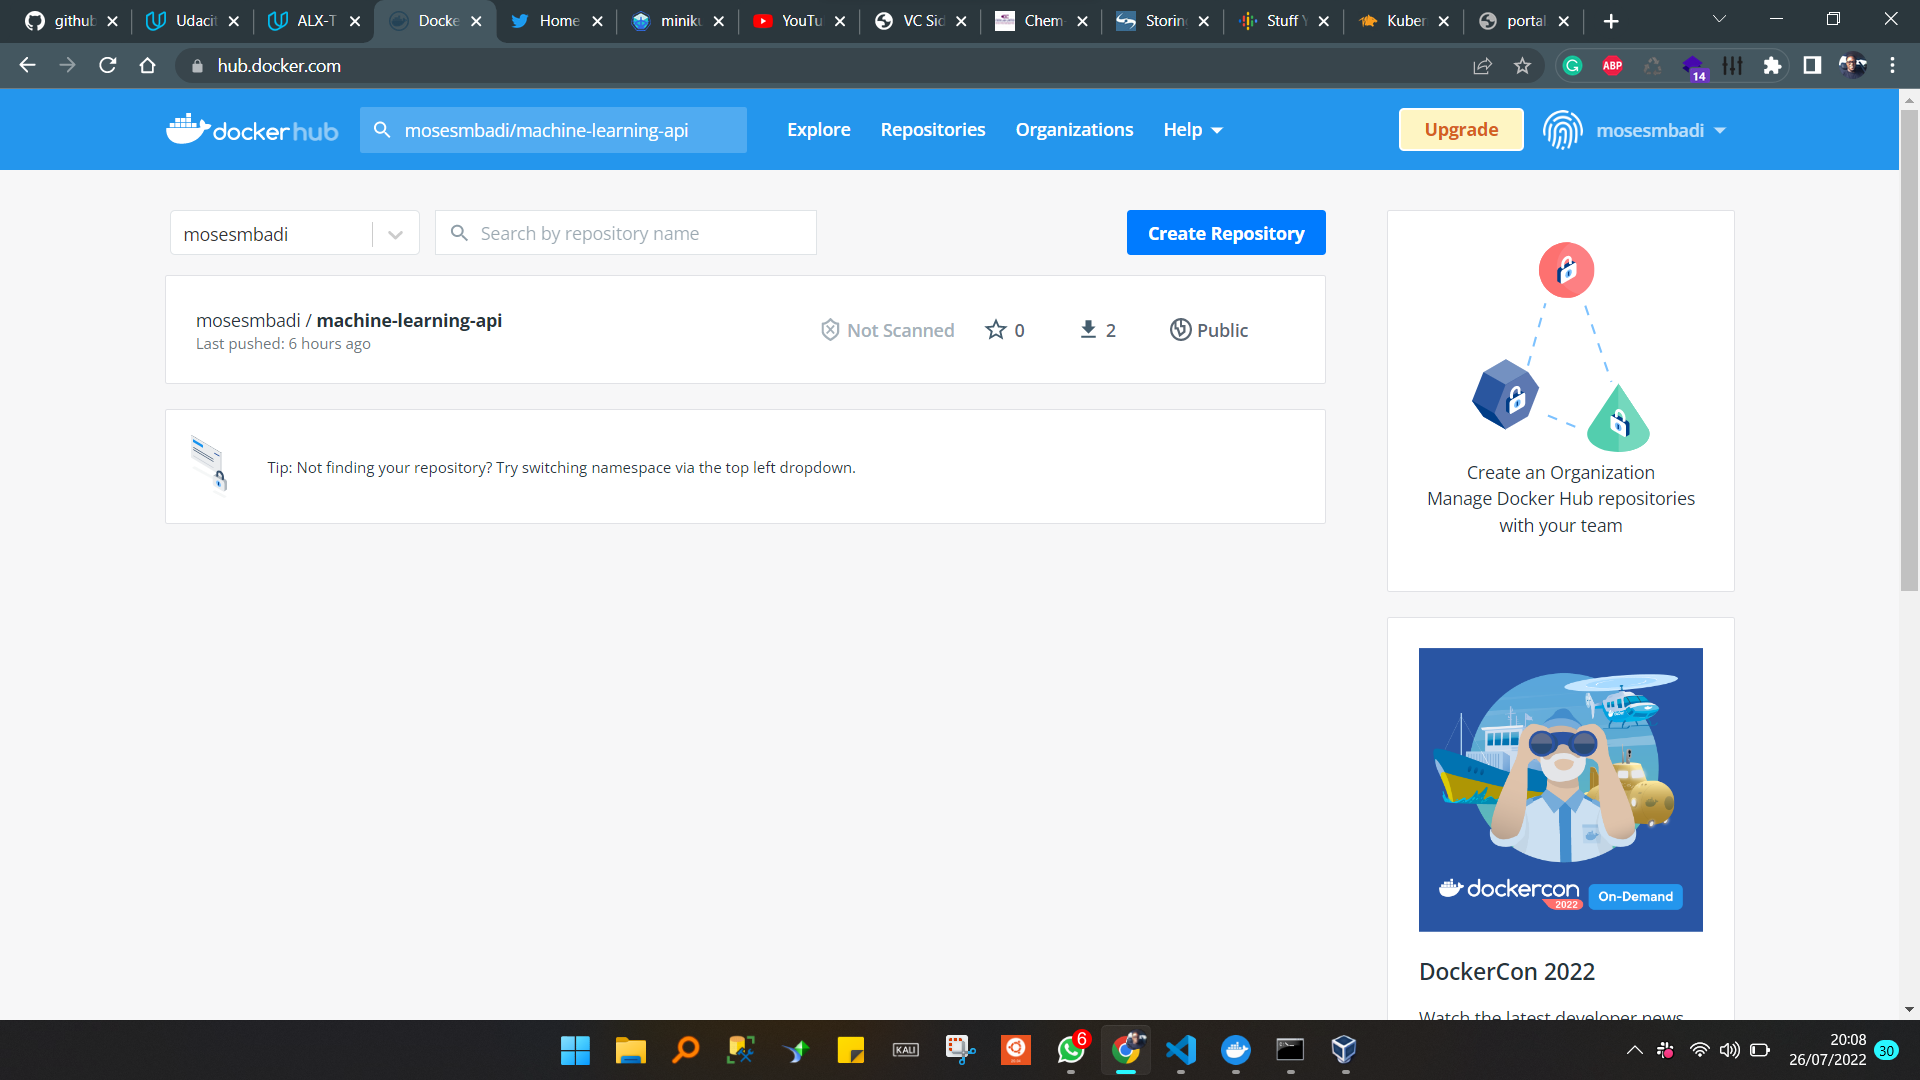 github
Udacit
ALX-T
Docke
Home
miniku
YouTu
VC Sid
Chem-
Storin
Stuff Y
Kuber
portal
hub.docker.com
ABP
14
docker hub
mosesmbadi/machine-learning-api
Explore
Repositories
Organizations
Help
Upgrade
mosesmbadi
mosesmbadi
Search by repository name
Create Repository
mosesmbadi / machine-learning-api
Last pushed: 6 hours ago
Not Scanned
0
2
Public
Tip: Not finding your repository? Try switching namespace via the top left dropdown.
Create an Organization
Manage Docker Hub repositories
with your team
dockercon
2022
On-Demand
DockerCon 2022
Watch the latest developer news
KALI
6
20:08
26/07/2022
30